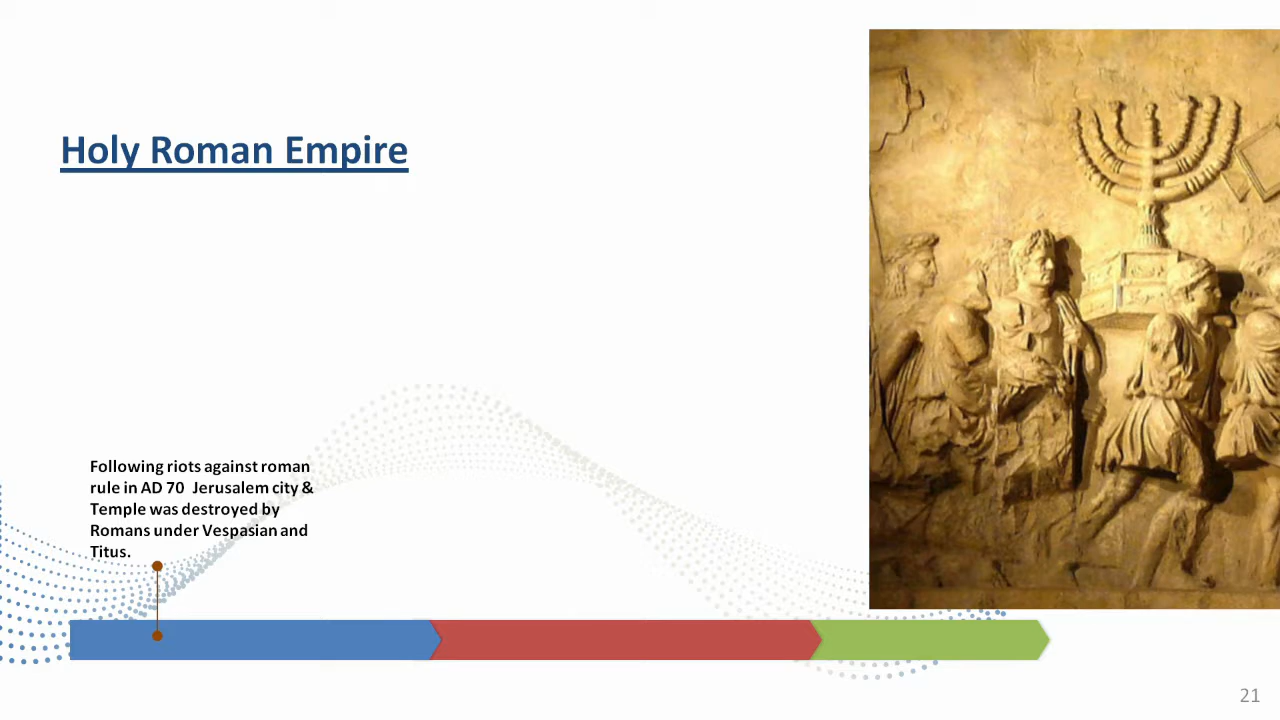 Holy Roman Empire
Following riots against roman
rule in AD 70 Jerusalem city &
Temple was destroyed by
Romans under Vespasian and
Titus.
21